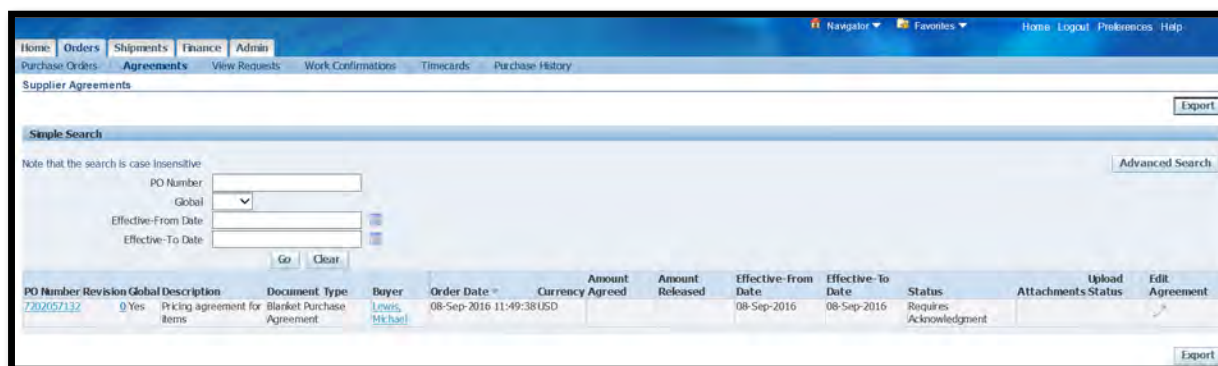 Navigator Favorites Home Logout Preferences Help
Home Orders Shipments Finance Admin
Purchase Orders Agreements View Requests Work Confirmations Timecards Purchase History
Supplier Agreements
Export
Simple Search
Note that the search is case insensitive
Advanced Search
PO Number
Global
Effective-From Date
Effective-To Date
Go Clear
Amount Amount Effective-From Effective-To Upload Edit
PO Number Revision Global Description Document Type Buyer Order Date Currency Agreed Released Date Date Status Attachments Status Agreement
7202057132 0 Yes Pricing agreement for Blanket Purchase Lewis, 08-Sep-2016 11:49:38 USD 08-Sep-2016 08-Sep-2016 Requires
items Agreement Michael Acknowledgment
Export